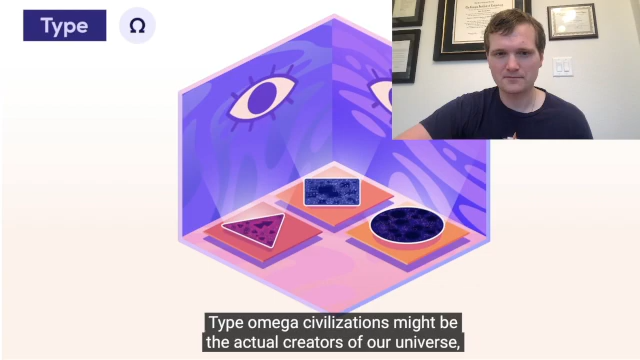 Type
Ω
Type omega civilizations might be
the actual creators of our universe,